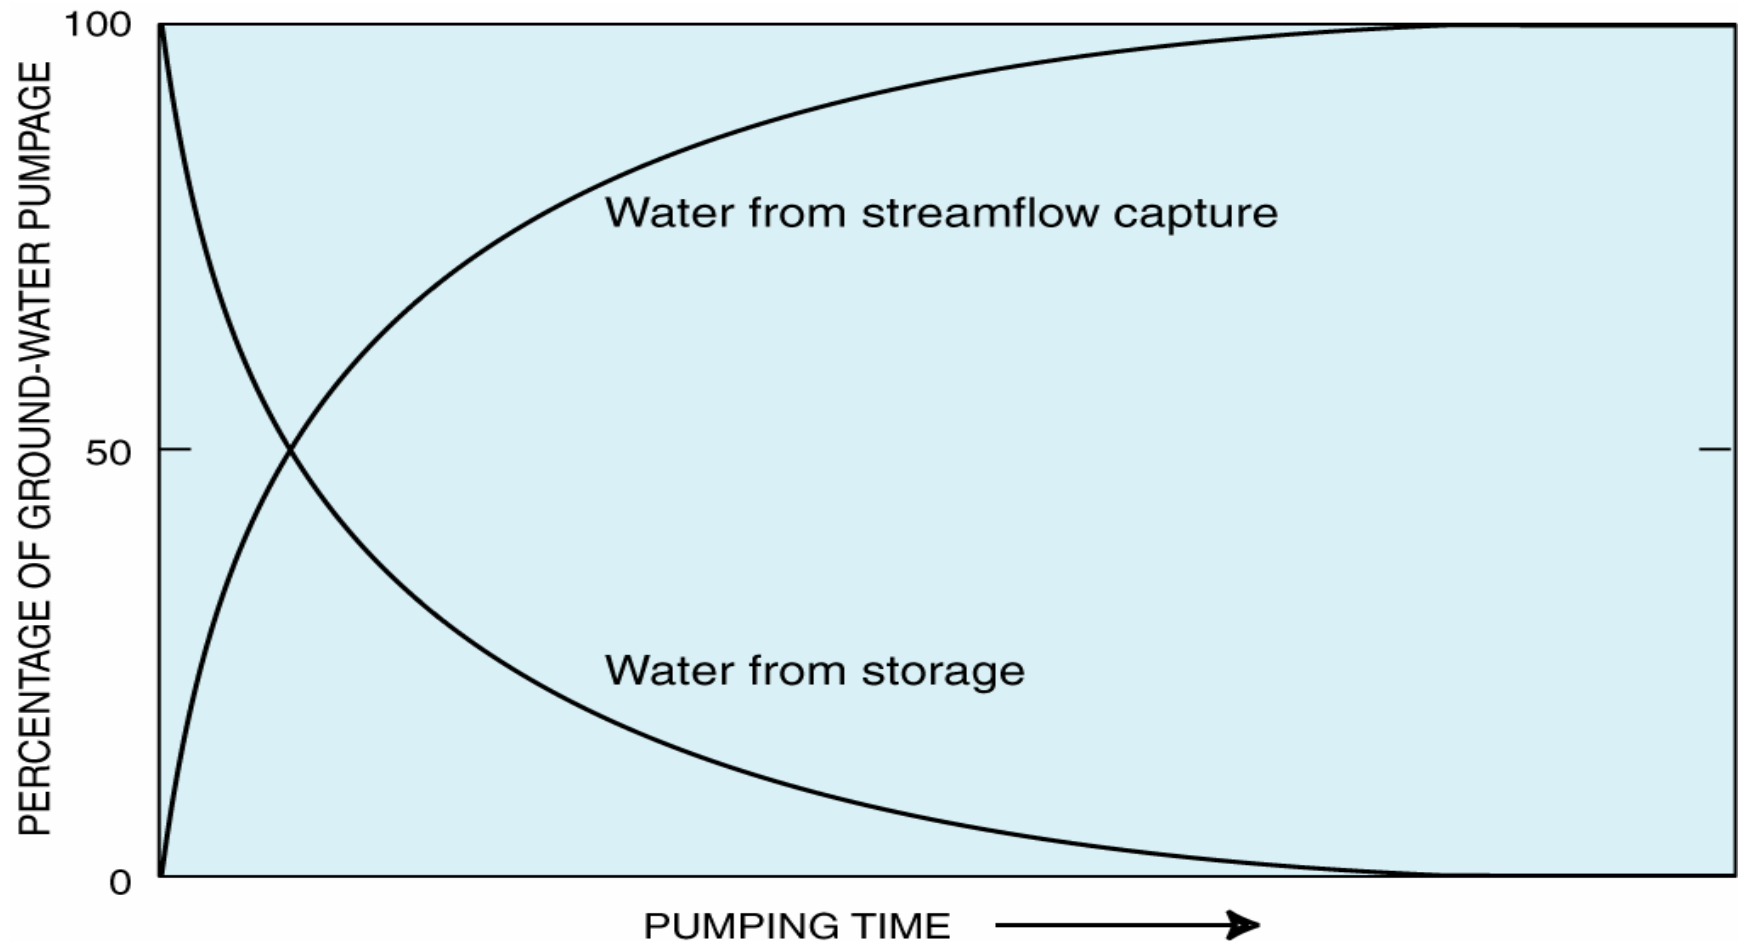 100
PERCENTAGE OF GROUND-WATER PUMPAGE
Water from streamflow capture
50
Water from storage
0
PUMPING TIME